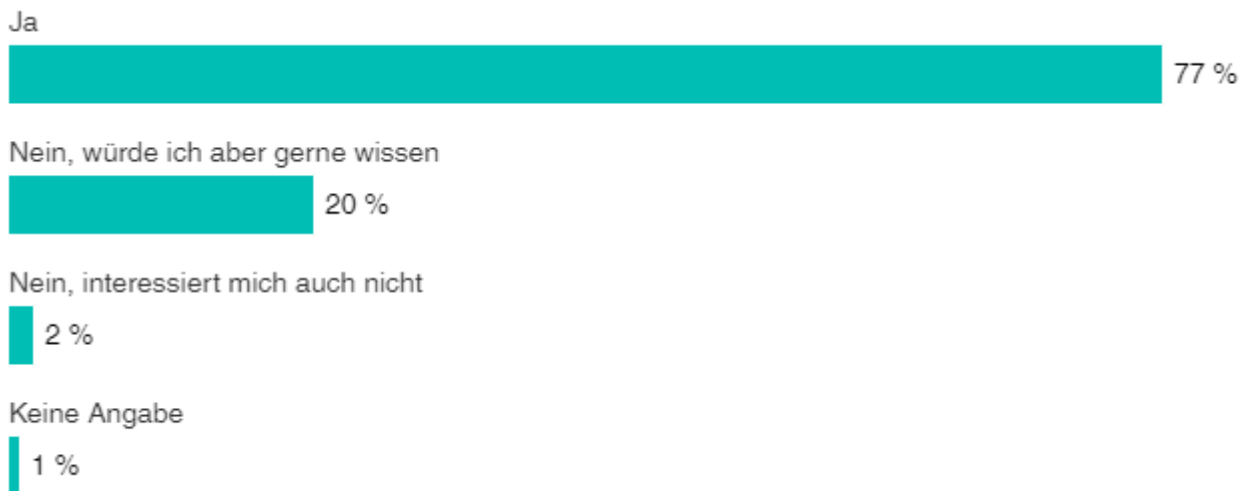 Ja
77 %
Nein, würde ich aber gerne wissen
20 %
Nein, interessiert mich auch nicht
2 %
Keine Angabe
1 %